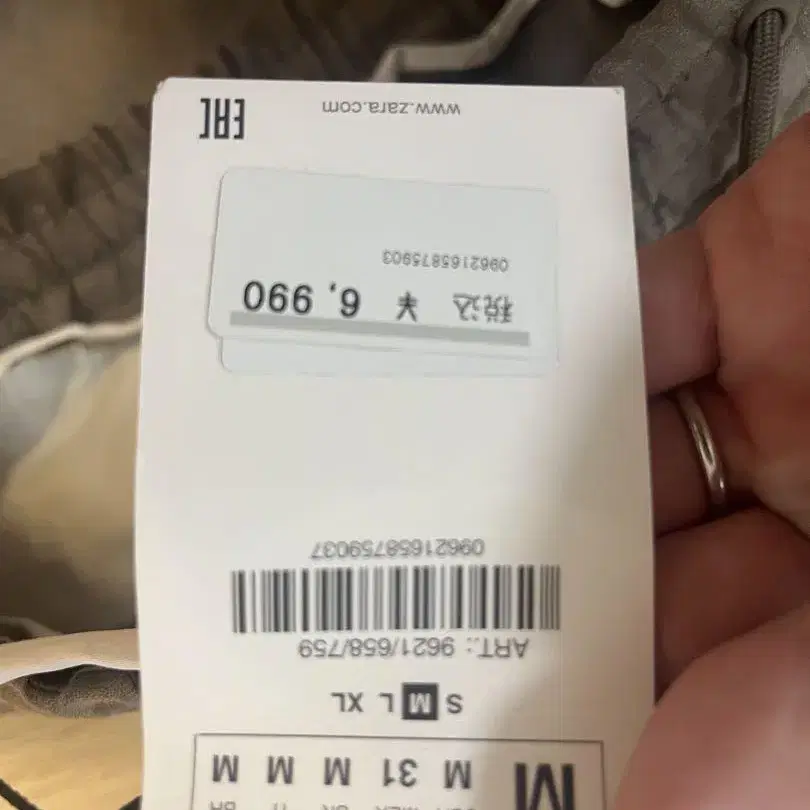 M M 31 M M M
S M L XL
ART.: 9621/658/759
09621658759037
税込 ¥ 6,990
0962165875903
www.zara.com
EAC